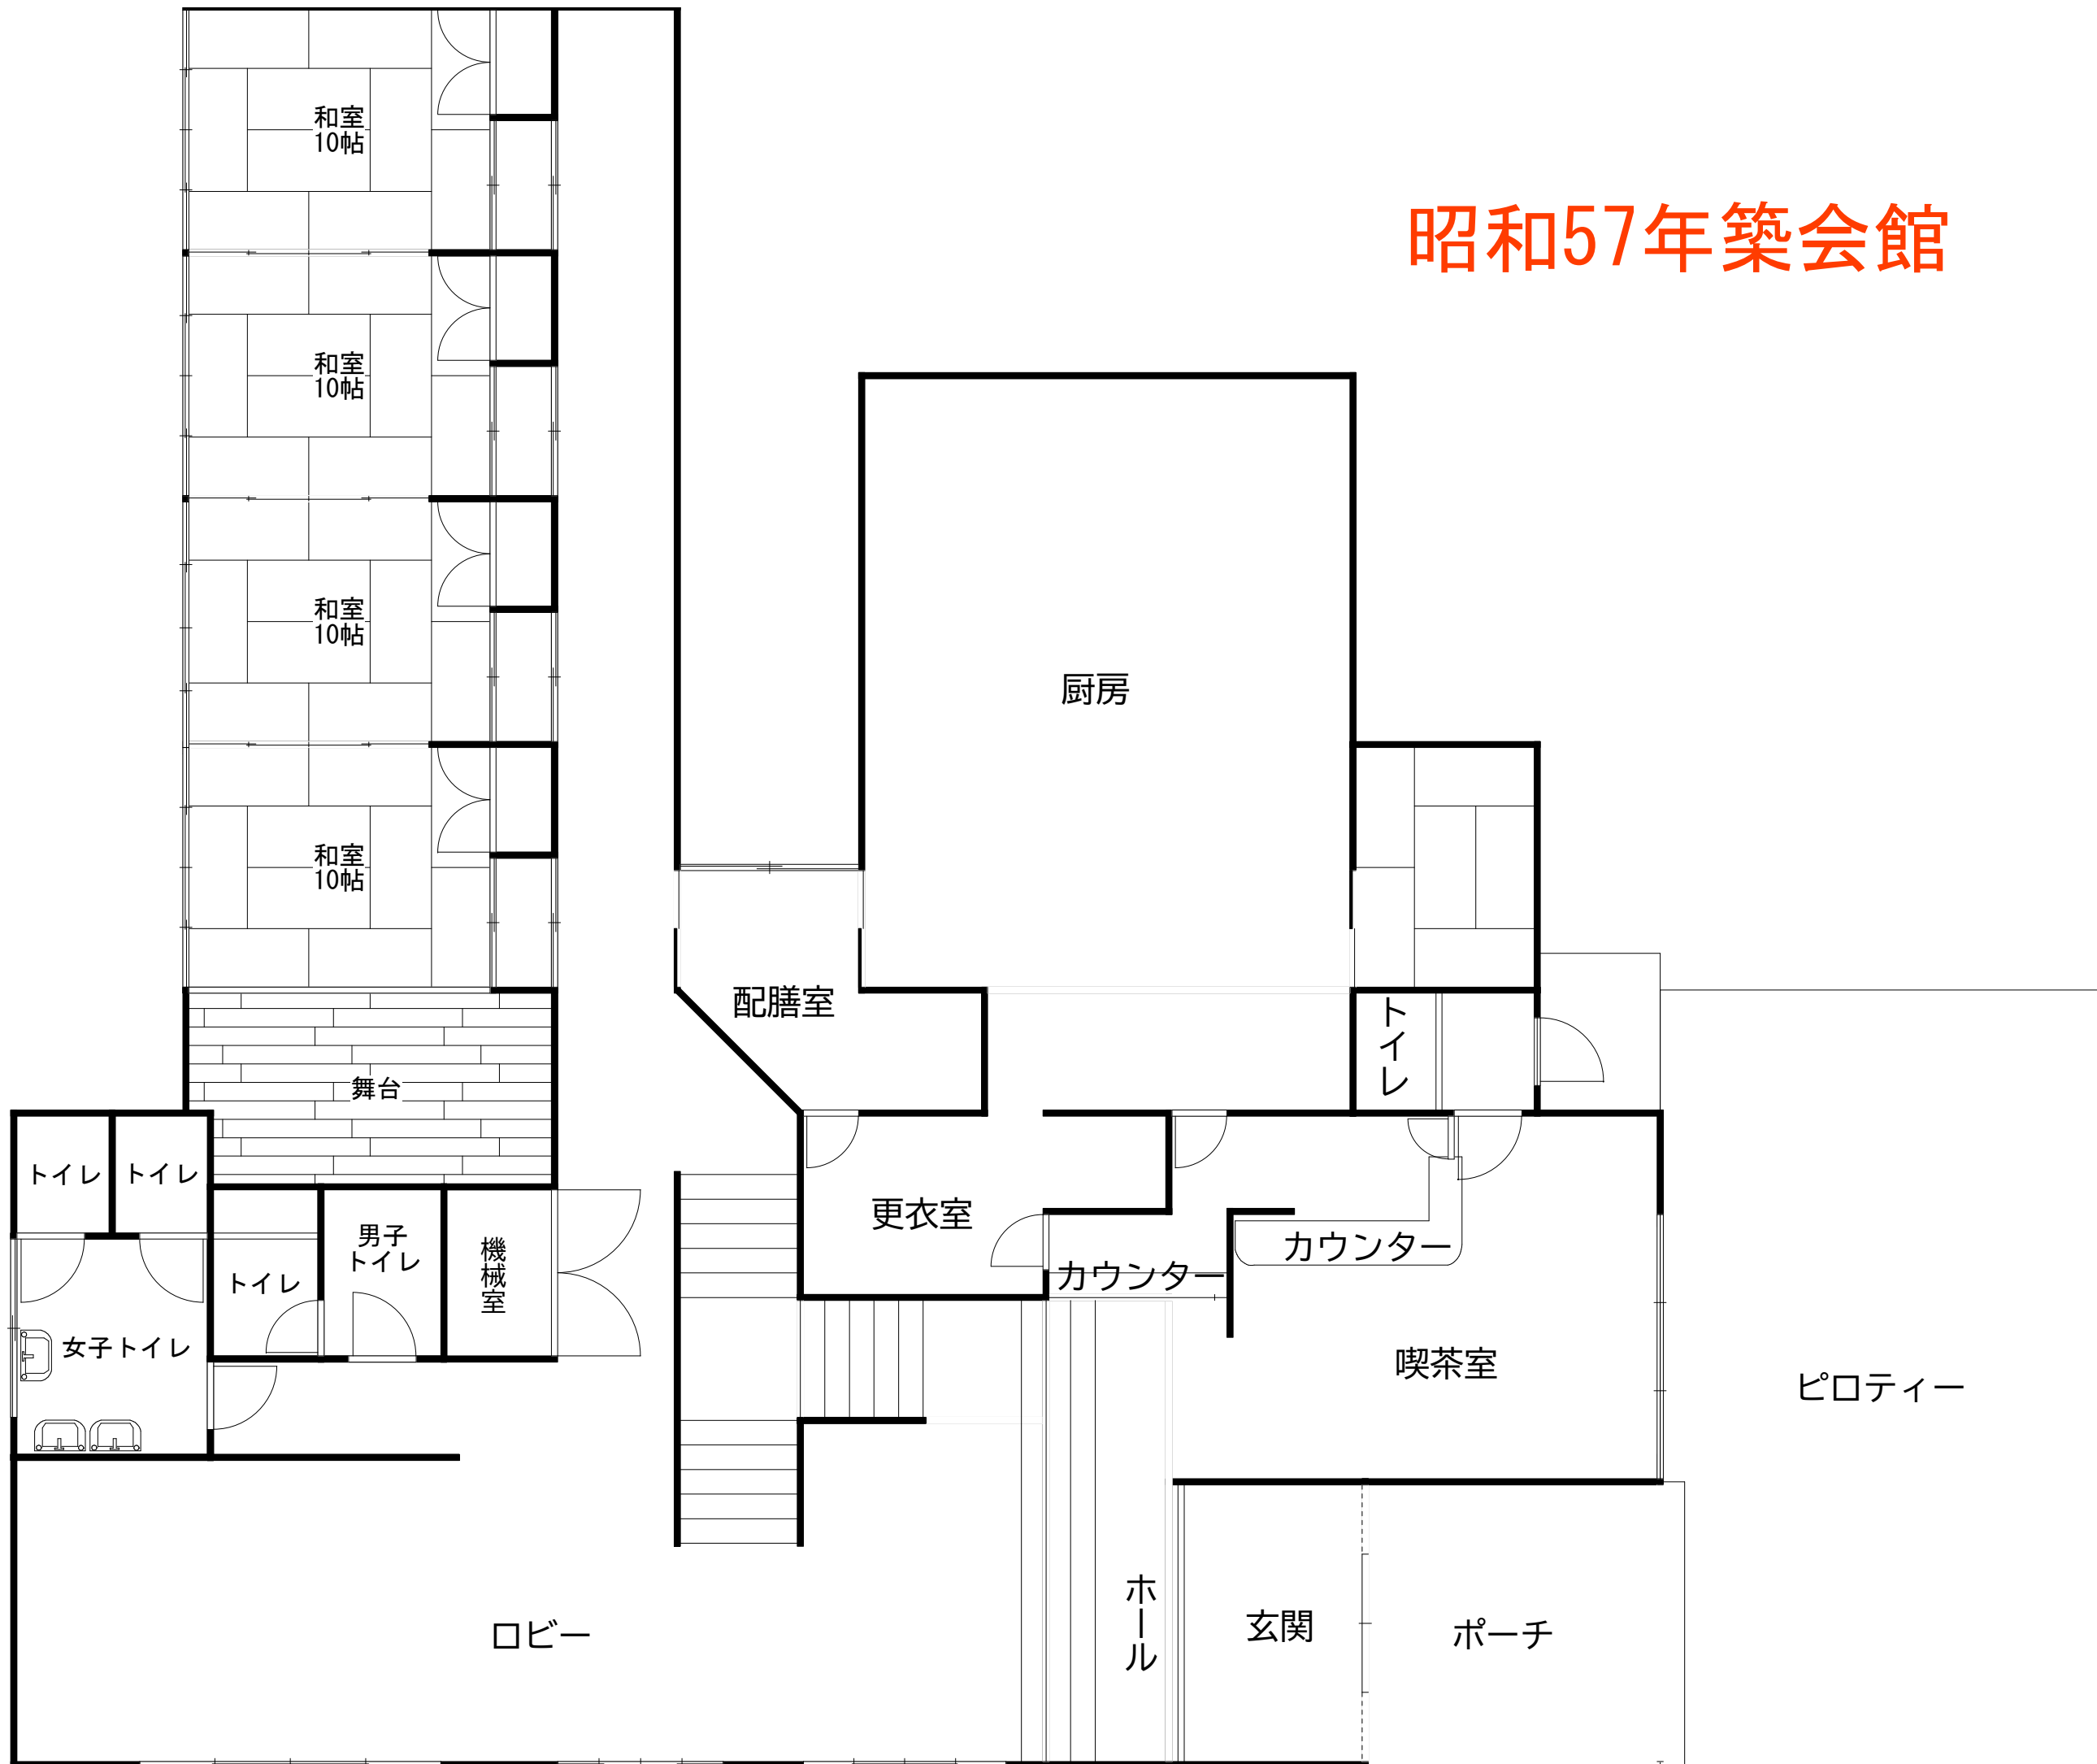 和室
10帖
昭和57年築会館
和室
10帖
和室
10帖
厨房
和室
10帖
配膳室
トイレ
舞台
トイレ
トイレ
更衣室
男子
トイレ
機械室
カウンター
カウンター
トイレ
女子トイレ
喫茶室
ピロティー
ホール
ロビー
玄関
ポーチ